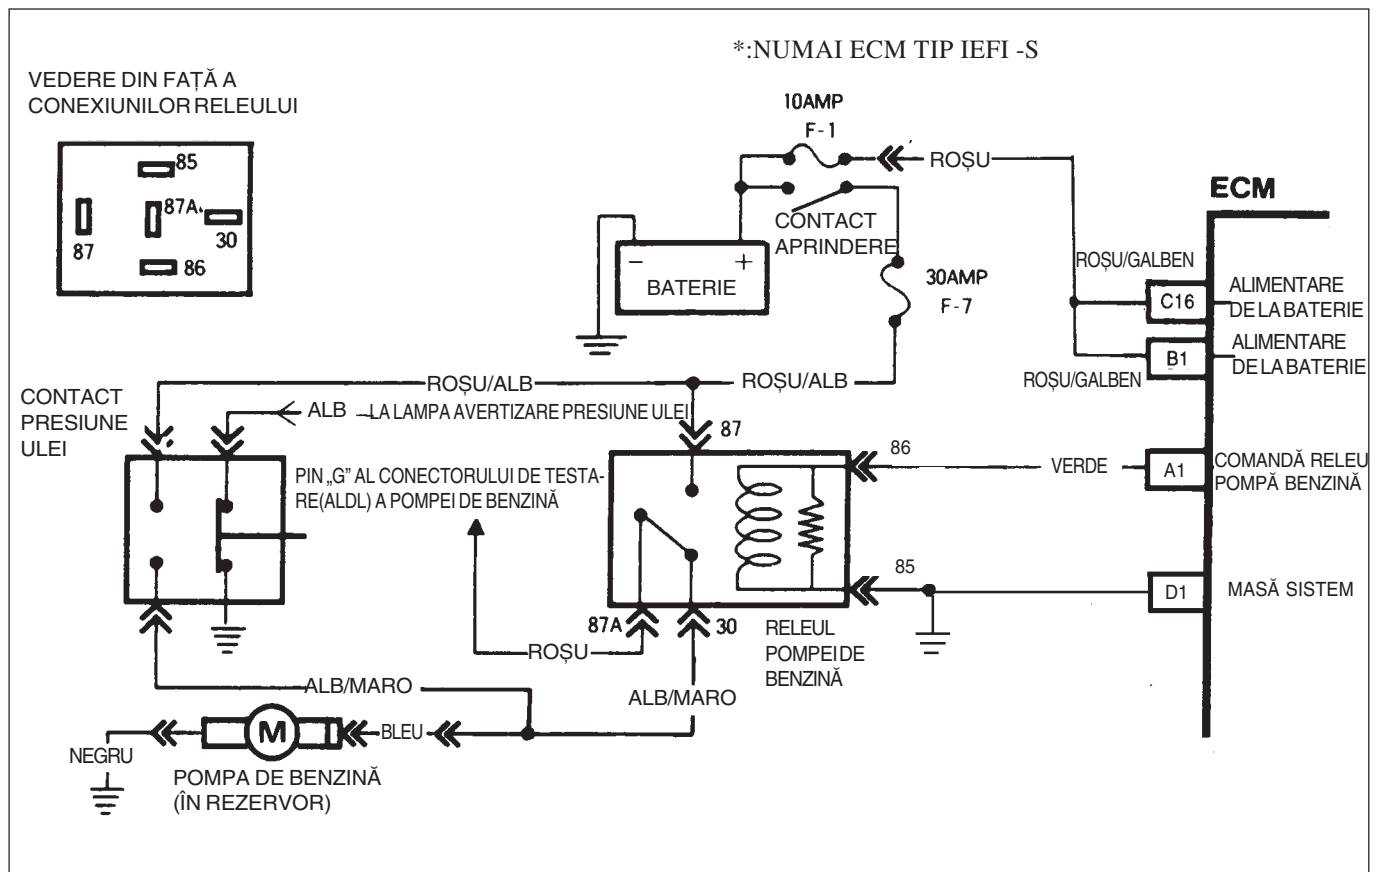 *:NUMAI ECM TIP IEFI -S
VEDERE DIN FAȚĂ A
CONEXIUNILOR RELEULUI
85
87A.
30
87
86
10AMP
F-1
ROȘU
CONTACT
APRINDERE
BATERIE
30AMP
F-7
ECM
ROȘU/GALBEN
C16
ALIMENTARE
DE LA BATERIE
B1
ALIMENTARE
DE LA BATERIE
ROȘU/GALBEN
ROȘU/ALB
ROȘU/ALB
CONTACT
PRESIUNE
ULEI
ALB
LA LAMPA AVERTIZARE PRESIUNE ULEI
87
PIN „G” AL CONECTORULUI DE TESTA-
RE(ALDL) A POMPEI DE BENZINĂ
86
VERDE
A1
COMANDĂ RELEU
POMPĂ BENZINĂ
85
D1
MASĂ SISTEM
87A
30
RELEUL
POMPEI DE
BENZINĂ
ROȘU
ALB/MARO
ALB/MARO
M
BLEU
NEGRU
POMPA DE BENZINĂ
(ÎN REZERVOR)